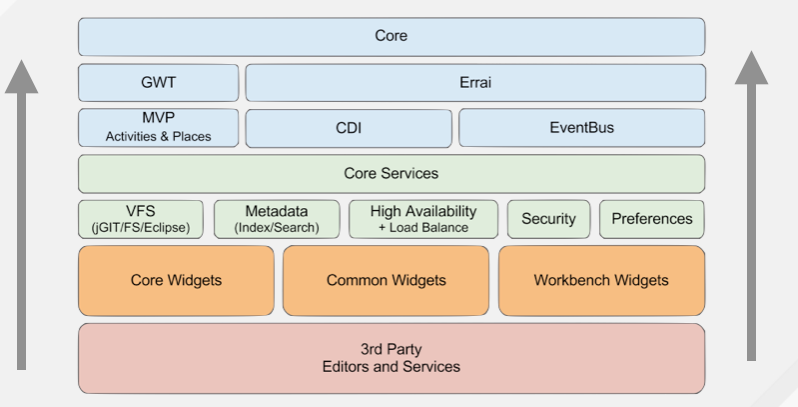 Core
GWT
Errai
MVP
Activities & Places
CDI
EventBus
Core Services
VFS
(jGIT/FS/Eclipse)
Metadata
(Index/Search)
High Availability
+ Load Balance
Security
Preferences
Core Widgets
Common Widgets
Workbench Widgets
3rd Party
Editors and Services